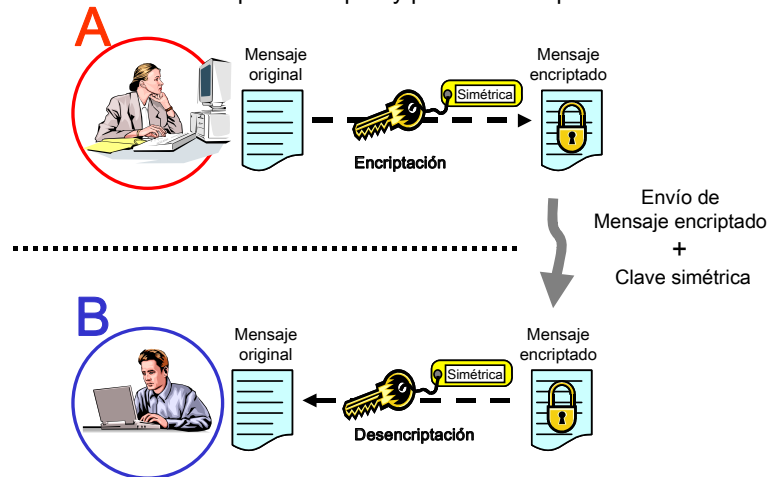 A
Mensaje
original
Simétrica
Mensaje
encriptado
Encriptación
Envío de
Mensaje encriptado
+
Clave simétrica
B
Mensaje
original
Simétrica
Mensaje
encriptado
Desencriptación